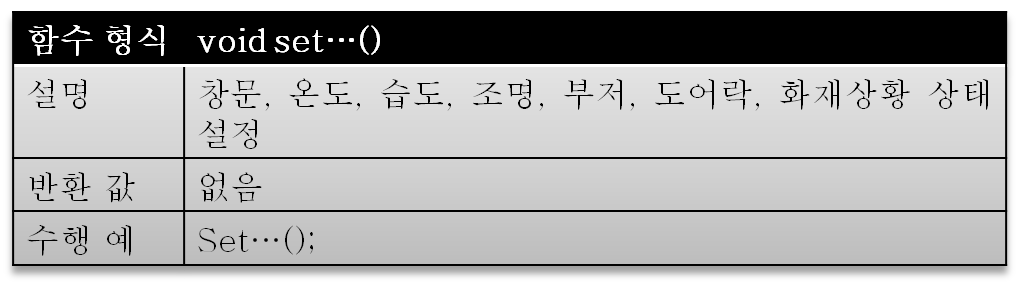 함수 형식 void set…()
설명 창문, 온도, 습도, 조명, 부저, 도어락, 화재상황 상태
설정
반환 값 없음
수행 예 Set…();